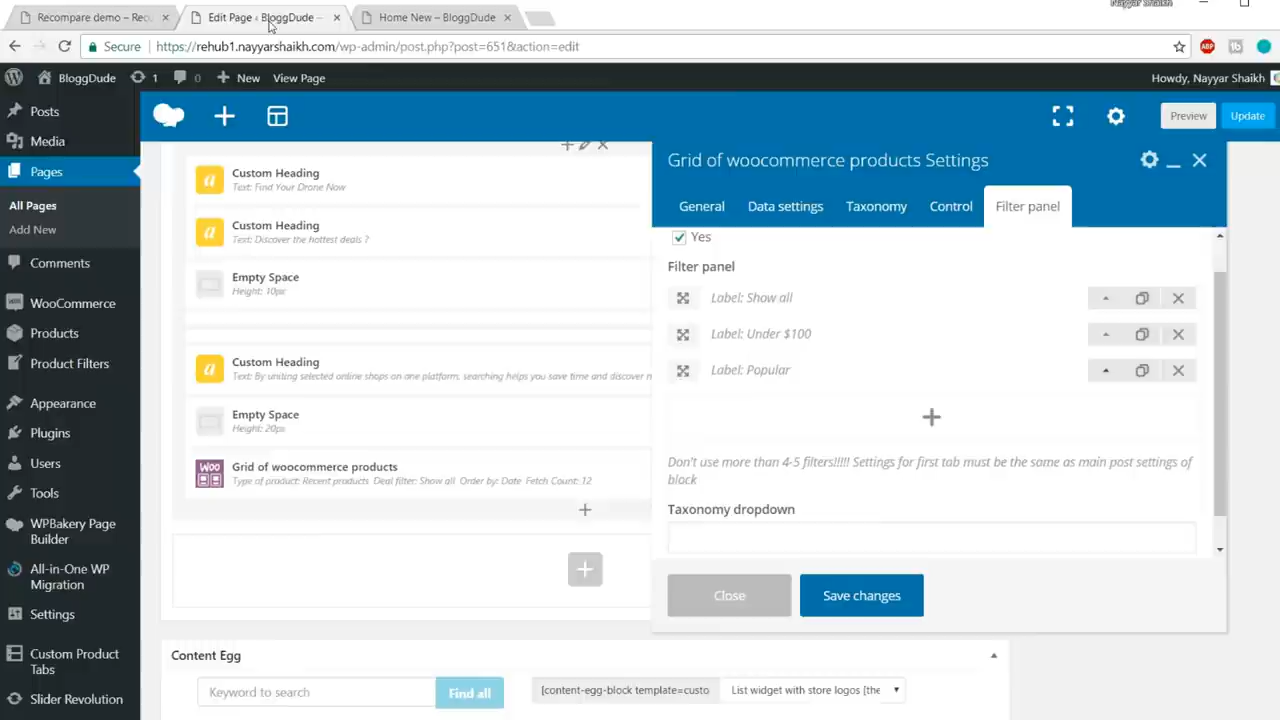 Nayyar Shaikh
Recompare demo – Recu
Edit Page ‹ BloggDude —
Home New – BloggDude
Secure
https://rehub1.nayyarshaikh.com/wp-admin/post.php?post=651&action=edit
ABP
BloggDude
1
0
New
View Page
Howdy, Nayyar Shaikh
Posts
Media
Pages
All Pages
Add New
Comments
WooCommerce
Products
Product Filters
Appearance
Plugins
Users
Tools
WPBakery Page
Builder
All-in-One WP
Migration
Settings
Custom Product
Tabs
Slider Revolution
Preview
Update
Custom Heading
Text: Find Your Drone Now
Custom Heading
Text: Discover the hottest deals ?
Empty Space
Height: 10px
Custom Heading
Text: By uniting selected online shops on one platform, searching helps you save time and discover n
Empty Space
Height: 20px
WOO
Grid of woocommerce products
Type of product: Recent products Deal filter: Show all Order by: Date Fetch Count: 12
Grid of woocommerce products Settings
General
Data settings
Taxonomy
Control
Filter panel
Yes
Filter panel
Label: Show all
Label: Under $100
Label: Popular
Don't use more than 4-5 filters!!!!! Settings for first tab must be the same as main post settings of
block
Taxonomy dropdown
Close
Save changes
Content Egg
Keyword to search
Find all
[content-egg-block template=custo
List widget with store logos [the